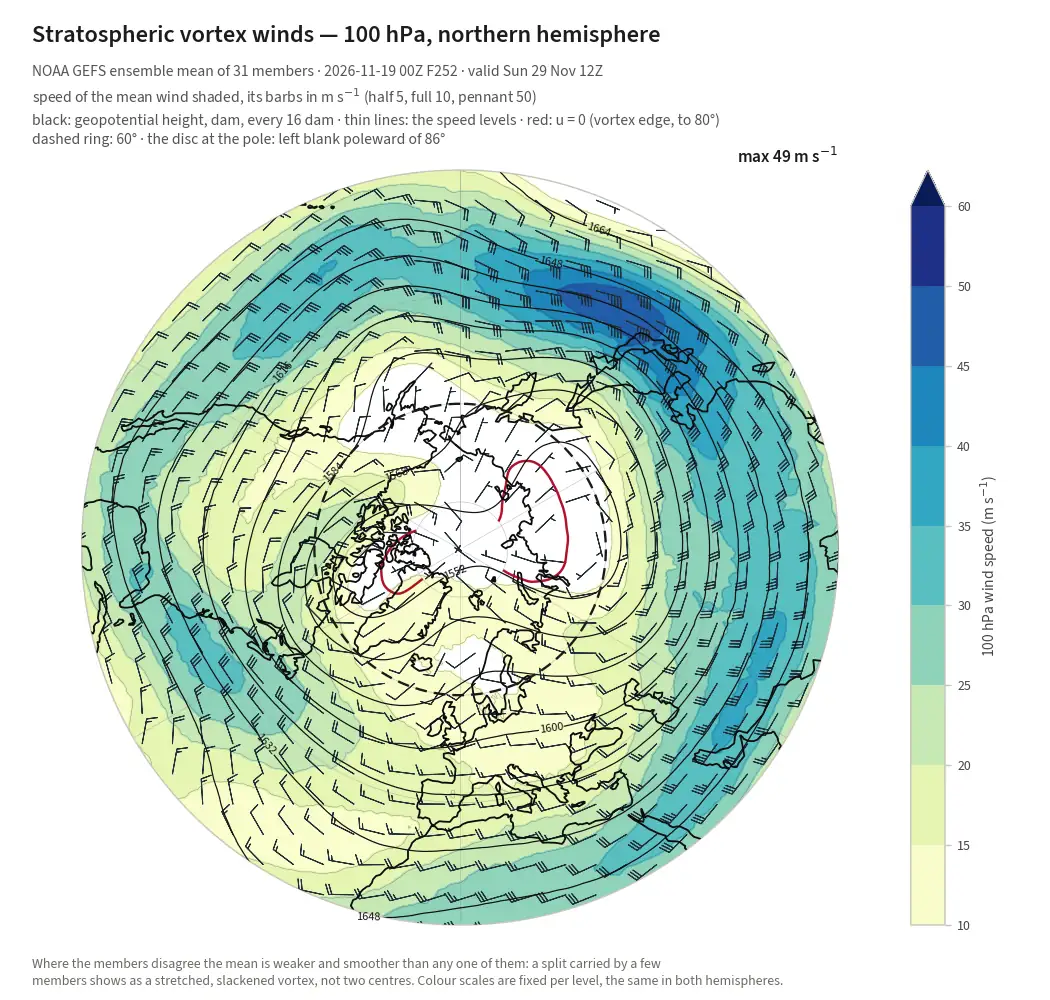 Stratospheric vortex winds — 100 hPa, northern hemisphere
NOAA GEFS ensemble mean of 31 members · 2026-11-19 00Z F252 · valid Sun 29 Nov 12Z
speed of the mean wind shaded, its barbs in m s⁻¹ (half 5, full 10, pennant 50)
black: geopotential height, dam, every 16 dam · thin lines: the speed levels · red: u = 0 (vortex edge, to 80°)
dashed ring: 60° · the disc at the pole: left blank poleward of 86°
max 49 m s⁻¹
1664
1648
1616
1584
1568
1552
1600
1632
1648
60
50
45
40
35
30
25
20
15
10
100 hPa wind speed (m s⁻¹)
Where the members disagree the mean is weaker and smoother than any one of them: a split carried by a few
members shows as a stretched, slackened vortex, not two centres. Colour scales are fixed per level, the same in both hemispheres.